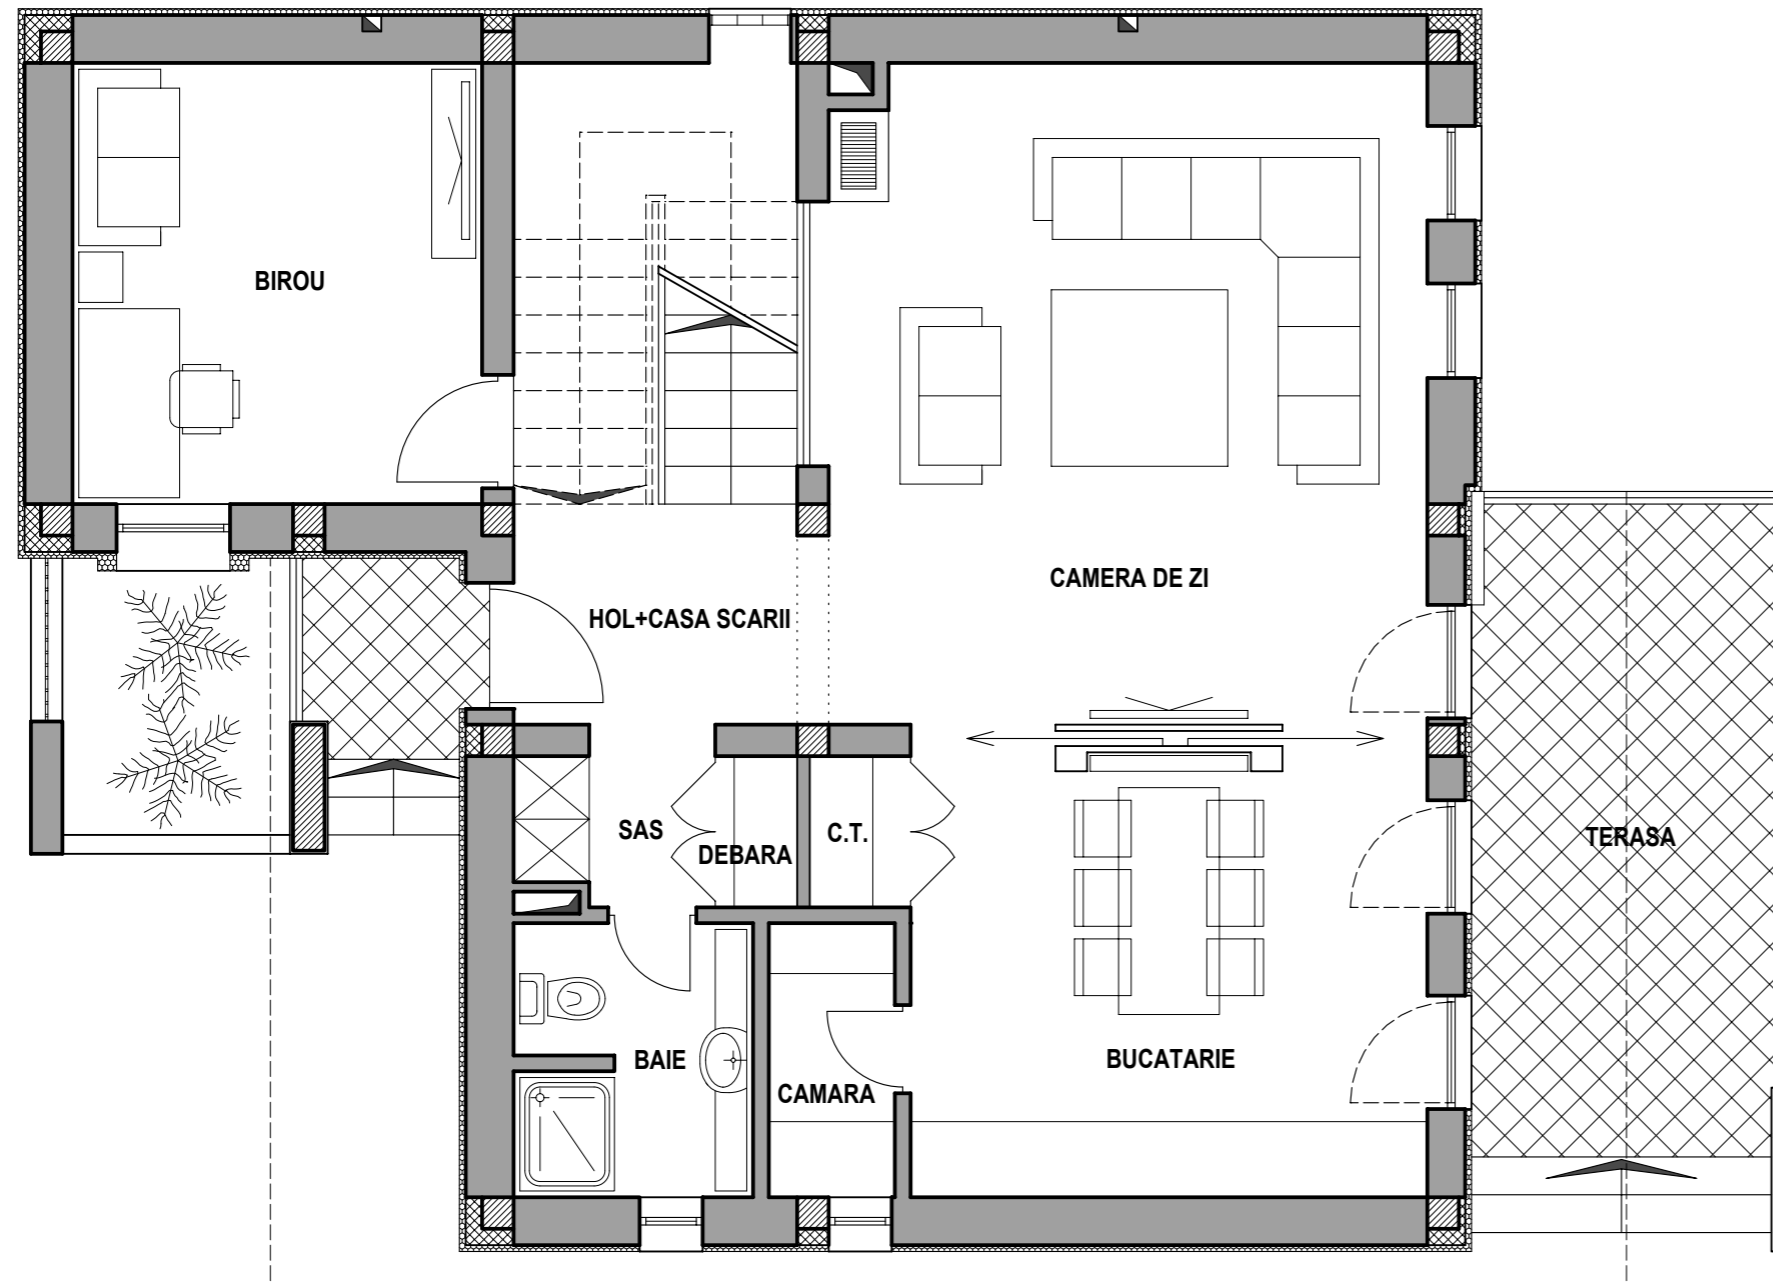 BIROU
CAMERA DE ZI
HOL+CASA SCARII
SAS
DEBARA
C.T.
TERASA
BAIE
CAMARA
BUCATARIE